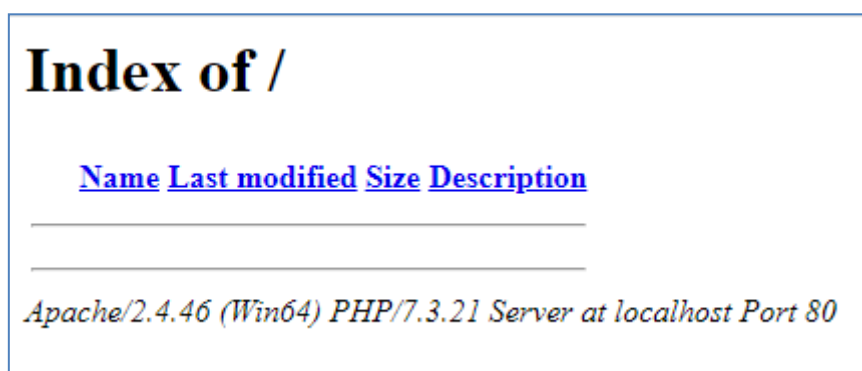 Index of /
Name Last modified Size Description
Apache/2.4.46 (Win64) PHP/7.3.21 Server at localhost Port 80